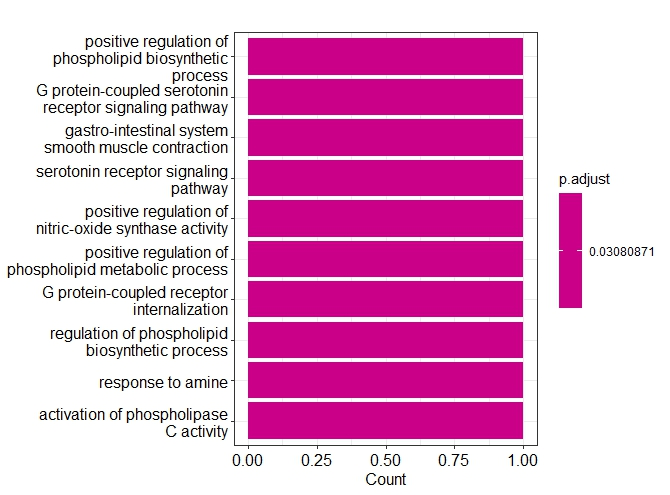 positive regulation of
phospholipid biosynthetic
process
G protein-coupled serotonin
receptor signaling pathway
gastro-intestinal system
smooth muscle contraction
serotonin receptor signaling
pathway
positive regulation of
nitric-oxide synthase activity
positive regulation of
phospholipid metabolic process
G protein-coupled receptor
internalization
regulation of phospholipid
biosynthetic process
response to amine
activation of phospholipase
C activity
0.00 0.25 0.50 0.75 1.00
Count
p.adjust
0.03080871